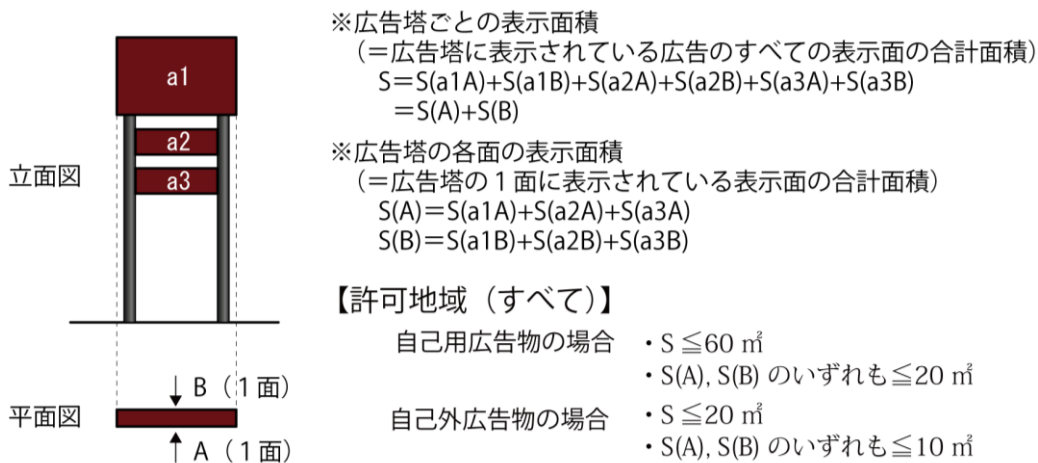 ※広告塔ごとの表示面積
（＝広告塔に表示されている広告のすべての表示面の合計面積）
S＝S(a1A)+S(a1B)+S(a2A)+S(a2B)+S(a3A)+S(a3B)
＝S(A)+S(B)
※広告塔の各面の表示面積
（＝広告塔の１面に表示されている表示面の合計面積）
S(A)＝S(a1A)+S(a2A)+S(a3A)
S(B)＝S(a1B)+S(a2B)+S(a3B)
a1
a2
a3
立面図
【許可地域（すべて）】
自己用広告物の場合 ・S ≦60 ㎡
・S(A), S(B) のいずれも≦20 ㎡
自己外広告物の場合 ・S ≦20 ㎡
・S(A), S(B) のいずれも≦10 ㎡
平面図
↓ B（１面）
↑ A（１面）